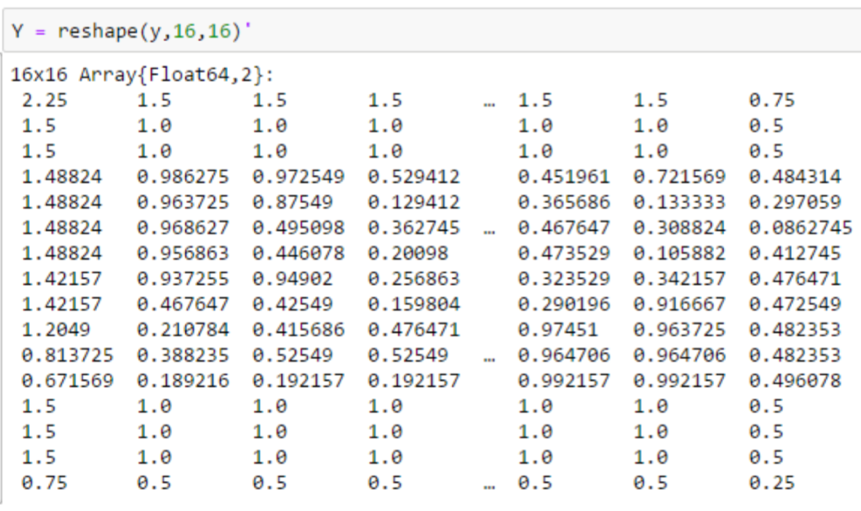 Y = reshape(y,16,16)'
16x16 Array{Float64,2}:
2.25 1.5 1.5 1.5 … 1.5 1.5 0.75
1.5 1.0 1.0 1.0 1.0 1.0 0.5
1.5 1.0 1.0 1.0 1.0 1.0 0.5
1.48824 0.986275 0.972549 0.529412 0.451961 0.721569 0.484314
1.48824 0.963725 0.87549 0.129412 0.365686 0.133333 0.297059
1.48824 0.968627 0.495098 0.362745 … 0.467647 0.308824 0.0862745
1.48824 0.956863 0.446078 0.20098 0.473529 0.105882 0.412745
1.42157 0.937255 0.94902 0.256863 0.323529 0.342157 0.476471
1.42157 0.467647 0.42549 0.159804 0.290196 0.916667 0.472549
1.2049 0.210784 0.415686 0.476471 0.97451 0.963725 0.482353
0.813725 0.388235 0.52549 0.52549 … 0.964706 0.964706 0.482353
0.671569 0.189216 0.192157 0.192157 0.992157 0.992157 0.496078
1.5 1.0 1.0 1.0 1.0 1.0 0.5
1.5 1.0 1.0 1.0 1.0 1.0 0.5
1.5 1.0 1.0 1.0 1.0 1.0 0.5
0.75 0.5 0.5 0.5 … 0.5 0.5 0.25